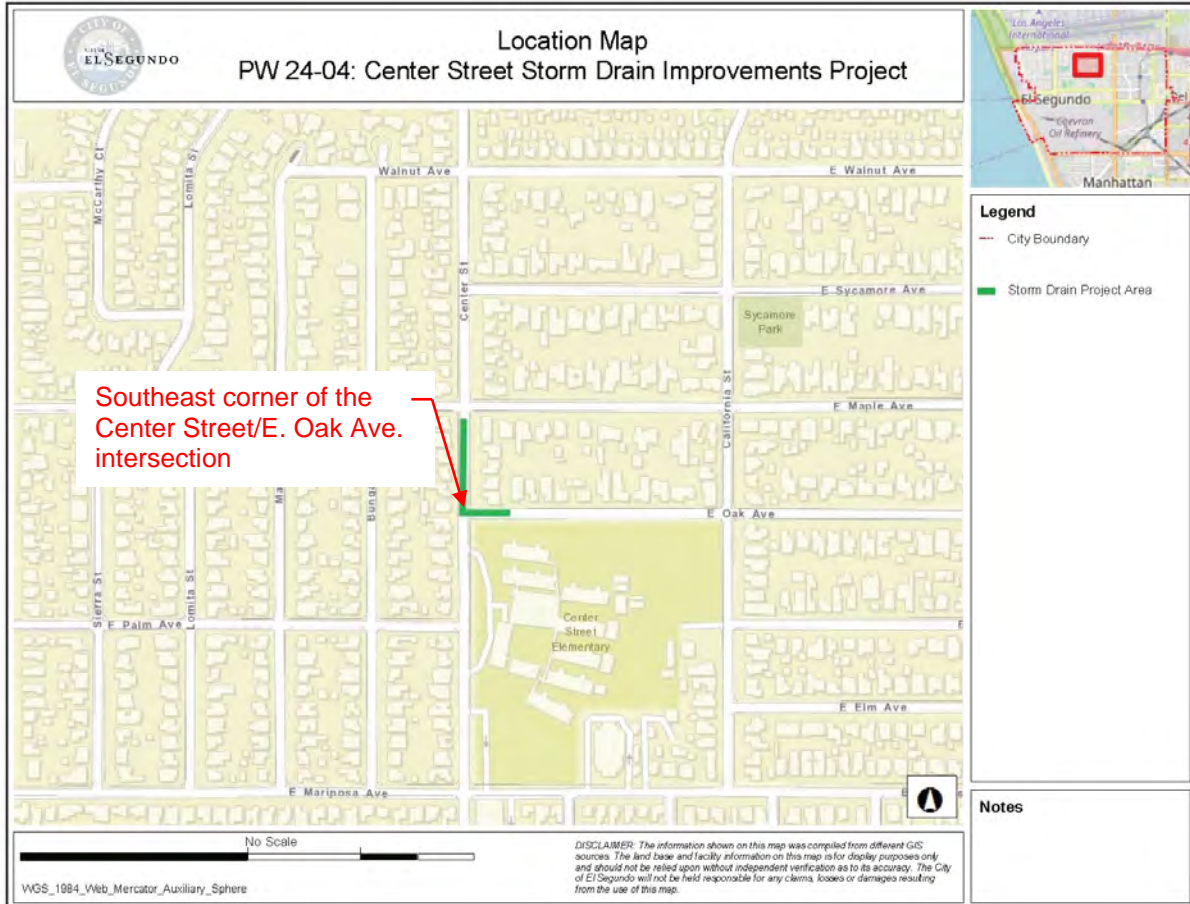 CITY OF
CITY OF
ELSEGUNDO
EL SEGUNDO
Location Map
PW 24-04: Center Street Storm Drain Improvements Project
Los Angeles
International
El Segundo
Chevron
Oil Refinery
Manhattan
Legend
City Boundary
Storm Drain Project Area
Notes
McCarthy Ct
Lomita St
Walnut Ave
E Walnut Ave
Center St
E Sycamore Ave
Sycamore
Park
California St
E Maple Ave
Southeast corner of the
Center Street/E. Oak Ave.
intersection
Ma
Bunga
E Oak Ave
Sierra St
Lomita St
E Palm Ave
Center
Street
Elementary
E Elm Ave
E Mariposa Ave
No Scale
WGS_1984_Web_Mercator_Auxiliary_Sphere
DISCLAIMER: The information shown on this map was compiled from different GIS
sources. The land base and facility information on this map is for display purposes only
and should not be relied upon without independent verification as to its accuracy. The City
of El Segundo will not be held responsible for any claims, losses or damages resulting
from the use of this map.